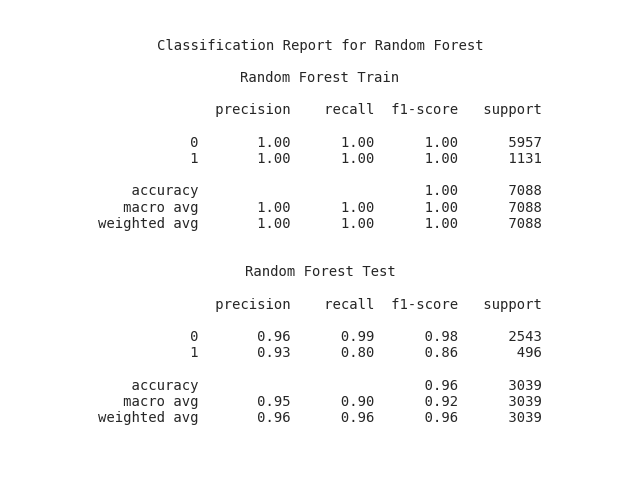 Classification Report for Random Forest
Random Forest Train
precision recall f1-score support
0 1.00 1.00 1.00 5957
1 1.00 1.00 1.00 1131
accuracy 1.00 7088
macro avg 1.00 1.00 1.00 7088
weighted avg 1.00 1.00 1.00 7088
Random Forest Test
precision recall f1-score support
0 0.96 0.99 0.98 2543
1 0.93 0.80 0.86 496
accuracy 0.96 3039
macro avg 0.95 0.90 0.92 3039
weighted avg 0.96 0.96 0.96 3039